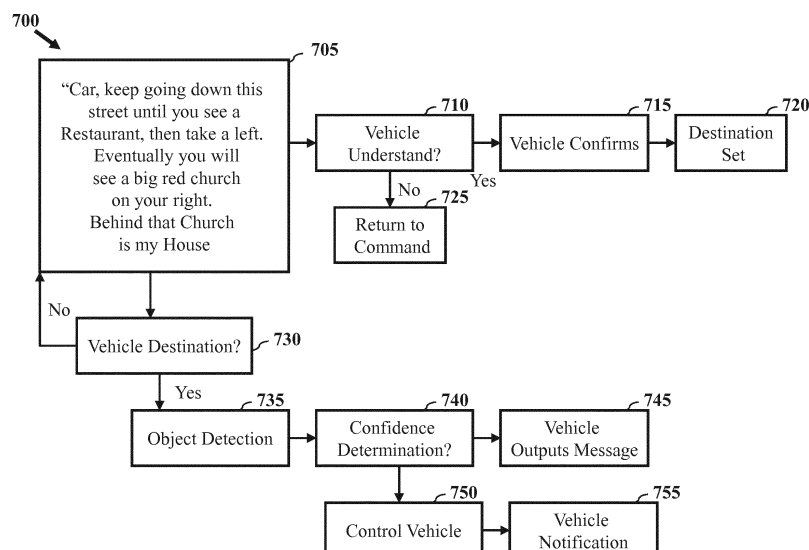 700
705
“Car, keep going down this
street until you see a
Restaurant, then take a left.
Eventually you will
see a big red church
on your right.
Behind that Church
is my House
710
Vehicle
Understand?
715
Vehicle Confirms
720
Destination
Set
Yes
No
725
Return to
Command
No
Vehicle Destination?
730
Yes
735
Object Detection
740
Confidence
Determination?
745
Vehicle
Outputs Message
750
Control Vehicle
755
Vehicle
Notification